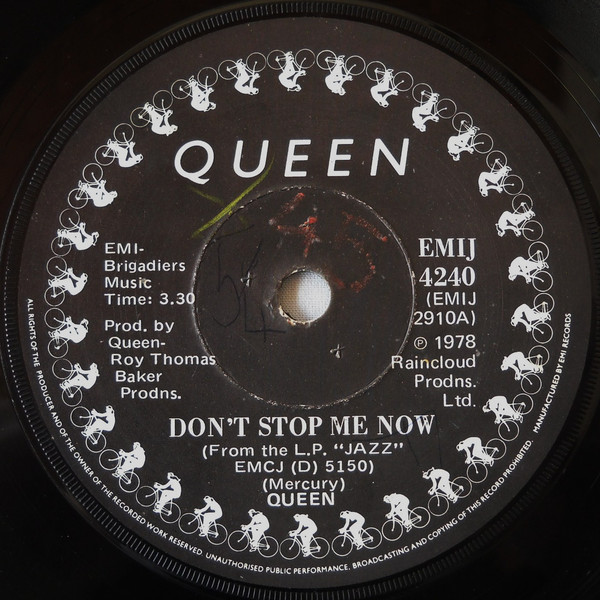 QUEEN
EMI-
Brigadiers
Music
Time: 3.30
Prod. by
Queen-
Roy Thomas
Baker
Prodns.
EMIJ
4240
(EMIJ
2910A)
℗ 1978
Raincloud
Prodns.
Ltd.
DON'T STOP ME NOW
(From the L.P. "JAZZ"
EMCJ (D) 5150)
(Mercury)
QUEEN
ALL RIGHTS OF THE PRODUCER AND OF THE OWNER OF THE RECORDED WORK RESERVED UNAUTHORISED PUBLIC PERFORMANCE, BROADCASTING AND COPYING OF THIS RECORD PROHIBITED. MANUFACTURED BY EMI RECORDS